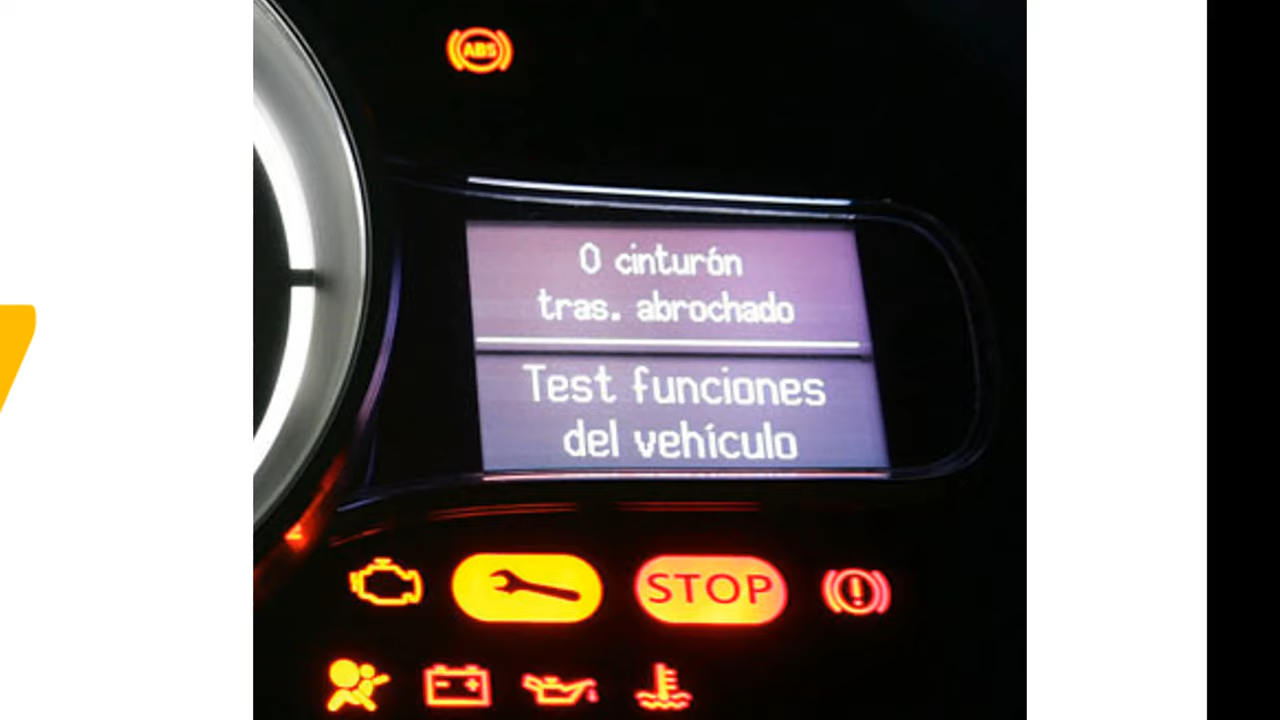 ABS
0 cinturón
tras. abrochado
Test funciones
del vehículo
STOP